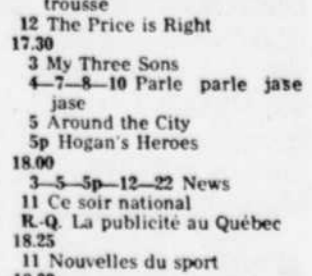 trousse
12 The Price is Right
17.30
3 My Three Sons
4—7—8—10 Parle parle jase
jase
5 Around the City
5p Hogan's Heroes
18.00
3—5—5p—12—22 News
11 Ce soir national
R.-Q. La publicité au Québec
18.25
11 Nouvelles du sport